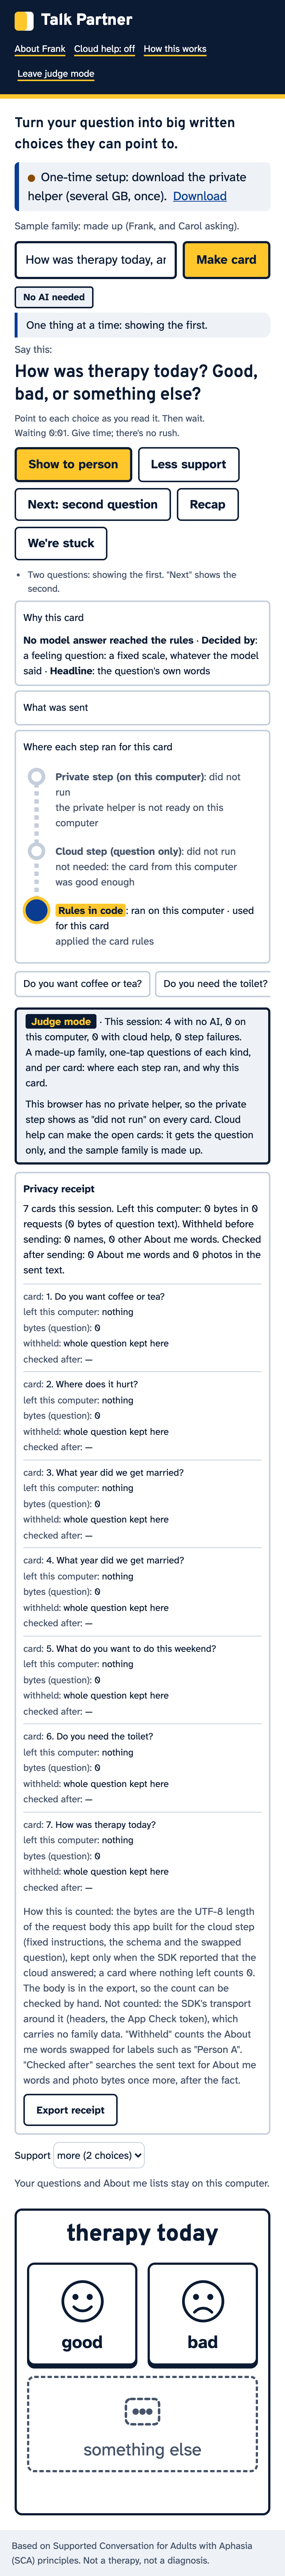 Talk Partner
About Frank Cloud help: off How this works
Leave judge mode
Turn your question into big written
choices they can point to.
One-time setup: download the private
helper (several GB, once). Download
Sample family: made up (Frank, and Carol asking).
How was therapy today, ar
Make card
No AI needed
One thing at a time: showing the first.
Say this:
How was therapy today? Good,
bad, or something else?
Point to each choice as you read it. Then wait.
Waiting 0:01. Give time; there's no rush.
Show to person
Less support
Next: second question
Recap
We're stuck
• Two questions: showing the first. "Next" shows the
second.
Why this card
No model answer reached the rules · Decided by:
a feeling question: a fixed scale, whatever the model
said · Headline: the question's own words
What was sent
Where each step ran for this card
Private step (on this computer): did not
run
the private helper is not ready on this
computer
Cloud step (question only): did not run
not needed: the card from this computer
was good enough
Rules in code: ran on this computer · used
for this card
applied the card rules
Do you want coffee or tea?
Do you need the toilet?
Judge mode · This session: 4 with no AI, 0 on
this computer, 0 with cloud help, 0 step failures.
A made-up family, one-tap questions of each kind,
and per card: where each step ran, and why this
card.
This browser has no private helper, so the private
step shows as "did not run" on every card. Cloud
help can make the open cards: it gets the question
only, and the sample family is made up.
Privacy receipt
7 cards this session. Left this computer: 0 bytes in 0
requests (0 bytes of question text). Withheld before
sending: 0 names, 0 other About me words. Checked
after sending: 0 About me words and 0 photos in the
sent text.
card: 1. Do you want coffee or tea?
left this computer: nothing
bytes (question): 0
withheld: whole question kept here
checked after: —
card: 2. Where does it hurt?
left this computer: nothing
bytes (question): 0
withheld: whole question kept here
checked after: —
card: 3. What year did we get married?
left this computer: nothing
bytes (question): 0
withheld: whole question kept here
checked after: —
card: 4. What year did we get married?
left this computer: nothing
bytes (question): 0
withheld: whole question kept here
checked after: —
card: 5. What do you want to do this weekend?
left this computer: nothing
bytes (question): 0
withheld: whole question kept here
checked after: —
card: 6. Do you need the toilet?
left this computer: nothing
bytes (question): 0
withheld: whole question kept here
checked after: —
card: 7. How was therapy today?
left this computer: nothing
bytes (question): 0
withheld: whole question kept here
checked after: —
How this is counted: the bytes are the UTF-8 length
of the request body this app built for the cloud step
(fixed instructions, the schema and the swapped
question), kept only when the SDK reported that the
cloud answered; a card where nothing left counts 0.
The body is in the export, so the count can be
checked by hand. Not counted: the SDK's transport
around it (headers, the App Check token), which
carries no family data. "Withheld" counts the About
me words swapped for labels such as "Person A".
"Checked after" searches the sent text for About me
words and photo bytes once more, after the fact.
Export receipt
Support more (2 choices)
Your questions and About me lists stay on this computer.
therapy today
good
bad
something else
Based on Supported Conversation for Adults with Aphasia
(SCA) principles. Not a therapy, not a diagnosis.